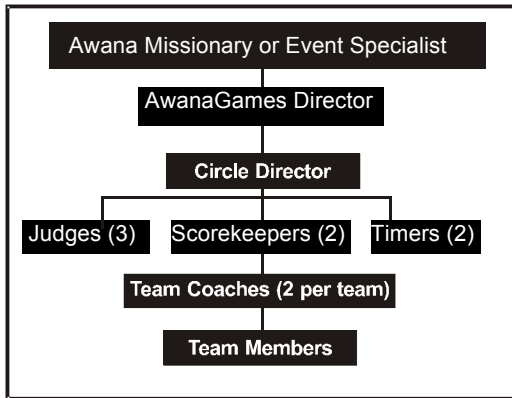 Awana Missionary or Event Specialist
AwanaGames Director
Circle Director
Judges (3) Scorekeepers (2) Timers (2)
Team Coaches (2 per team)
Team Members